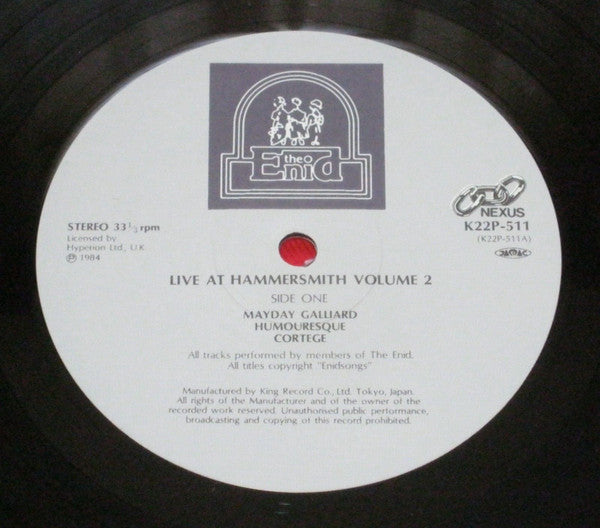 the
Enid
NEXUS
STEREO 33⅓ rpm
K22P-511
Licensed by
(K22P-511A)
Hyperion Ltd., U.K.
℗ 1984
JASRAC
LIVE AT HAMMERSMITH VOLUME 2
SIDE ONE
MAYDAY GALLIARD
HUMOURESQUE
CORTEGE
All tracks performed by members of The Enid.
All titles copyright "Enidsongs"
Manufactured by King Record Co., Ltd. Tokyo, Japan.
All rights of the Manufacturer and of the owner of the
recorded work reserved. Unauthorised public performance,
broadcasting and copying of this record prohibited.